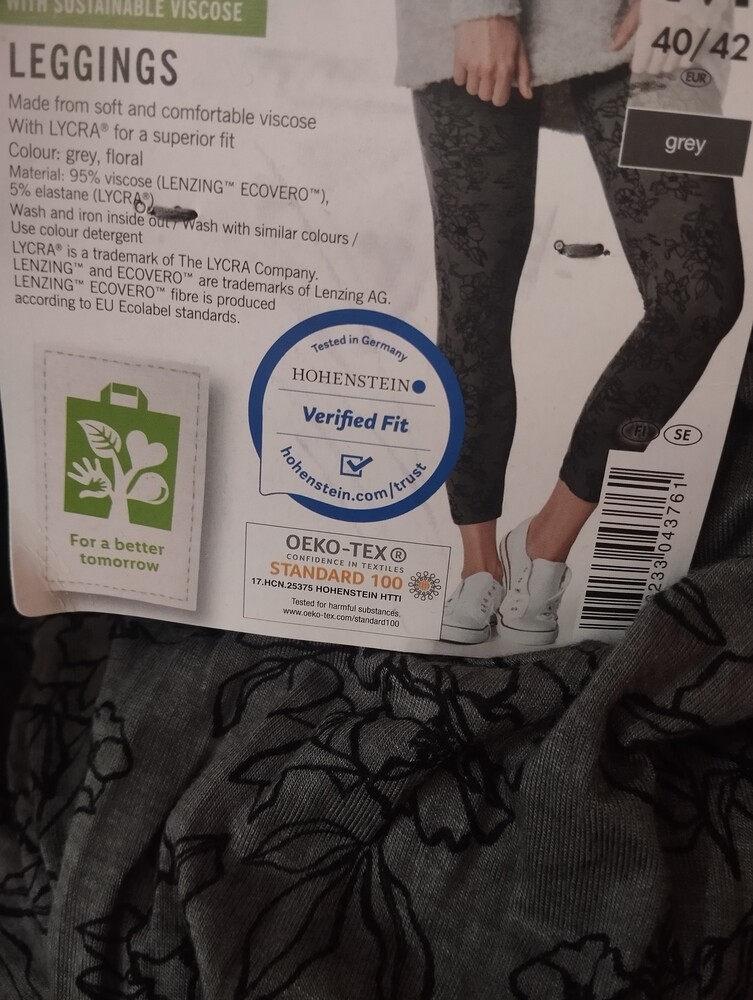 WITH SUSTAINABLE VISCOSE
LEGGINGS
Made from soft and comfortable viscose
With LYCRA® for a superior fit
Colour: grey, floral
Material: 95% viscose (LENZING™ ECOVERO™),
5% elastane (LYCRA®)
Wash and iron inside out / Wash with similar colours /
Use colour detergent
LYCRA® is a trademark of The LYCRA Company.
LENZING™ and ECOVERO™ are trademarks of Lenzing AG.
LENZING™ ECOVERO™ fibre is produced
according to EU Ecolabel standards.
40/42
EUR
grey
For a better
tomorrow
Tested in Germany
HOHENSTEIN
Verified Fit
hohenstein.com/trust
OEKO-TEX®
CONFIDENCE IN TEXTILES
STANDARD 100
17.HCN.25375 HOHENSTEIN HTTI
Tested for harmful substances.
www.oeko-tex.com/standard100
FI SE
233 043761